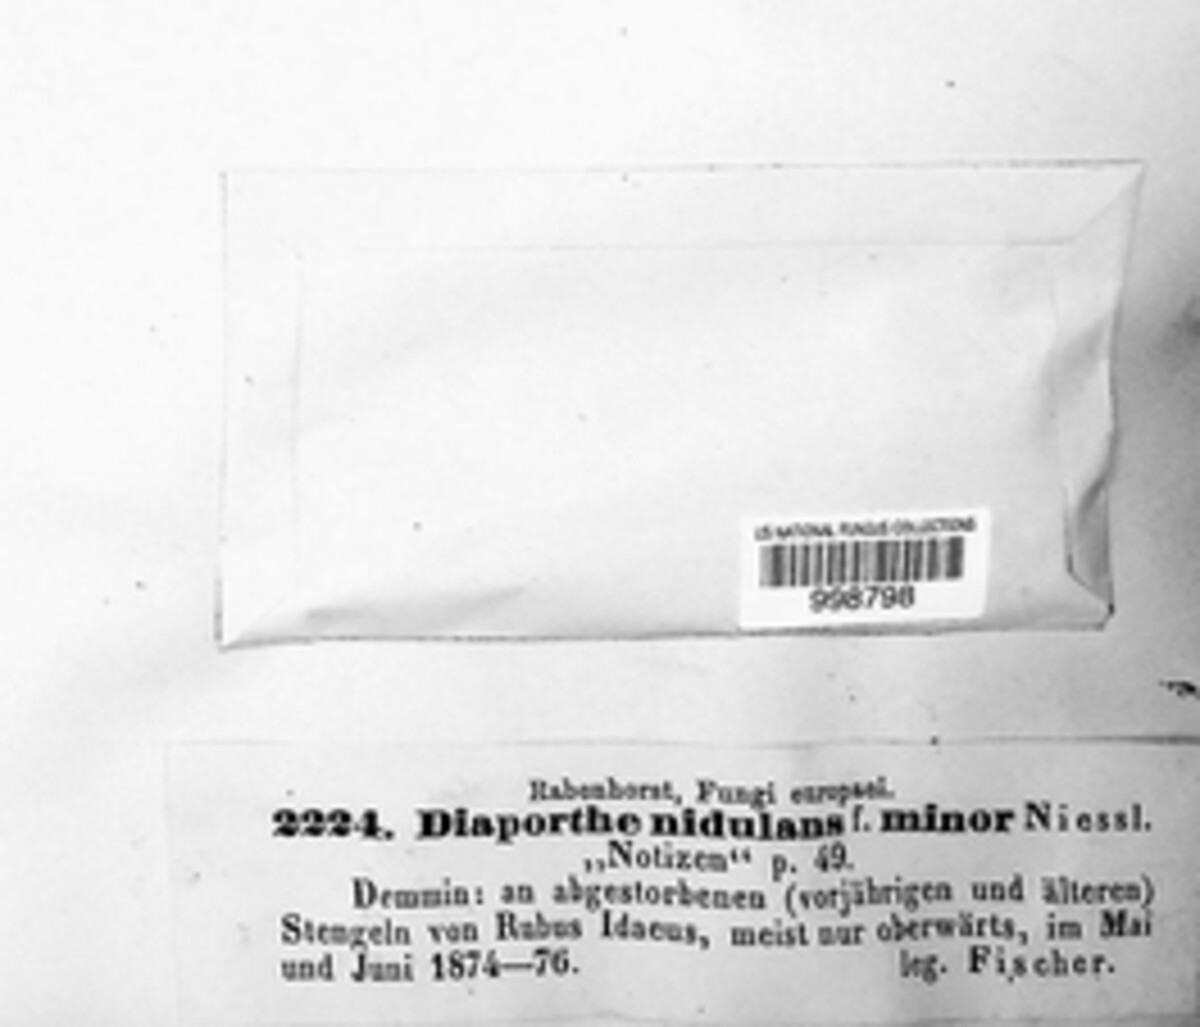 US NATIONAL FUNGUS COLLECTIONS
998798
Rabenhorst, Fungi europaei.
2224. Diaporthe nidulans f. minor Niessl.
„Notizen“ p. 49.
Demmin: an abgestorbenen (vorjährigen und älteren)
Stengeln von Rubus Idaeus, meist nur oberwärts, im Mai
und Juni 1874—76. leg. Fischer.